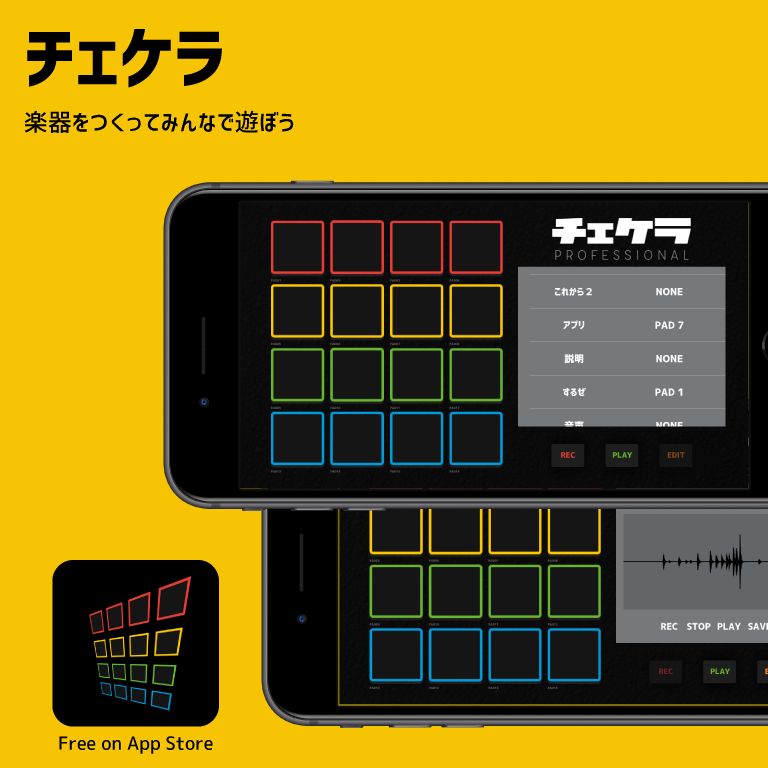 チェケラ
楽器をつくってみんなで遊ぼう
チェケラ
PROFESSIONAL
これから2 NONE
アプリ PAD 7
説明 NONE
するぜ PAD 1
音声 NONE
REC PLAY EDIT
REC STOP PLAY SAVE
REC PLAY
Free on App Store